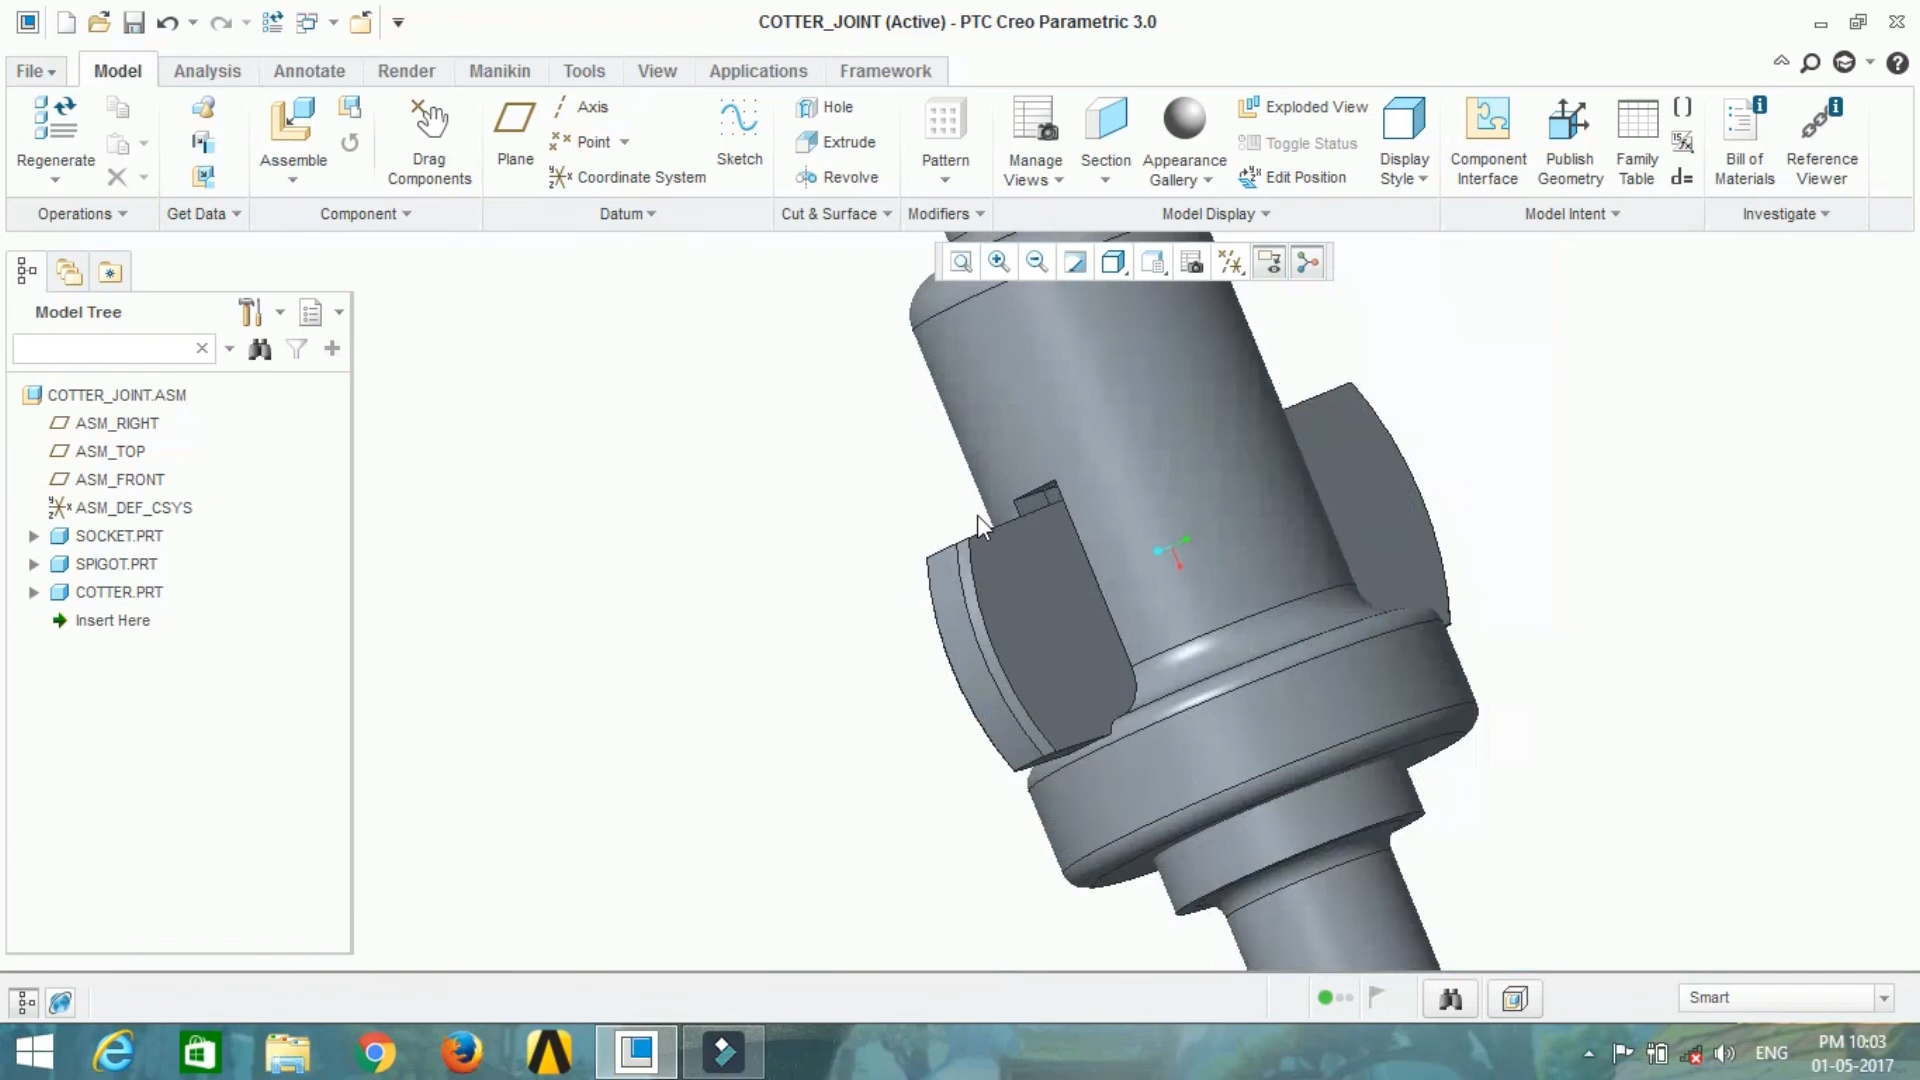 COTTER_JOINT (Active) - PTC Creo Parametric 3.0
File
Model
Analysis
Annotate
Render
Manikin
Tools
View
Applications
Framework
Regenerate
Assemble
Drag
Components
Plane
Axis
Point
Coordinate System
Sketch
Hole
Extrude
Revolve
Pattern
Manage
Views
Section
Appearance
Gallery
Exploded View
Toggle Status
Edit Position
Display
Style
Component
Interface
Publish
Geometry
Family
Table
d=
Bill of
Materials
Reference
Viewer
Operations
Get Data
Component
Datum
Cut & Surface
Modifiers
Model Display
Model Intent
Investigate
Model Tree
COTTER_JOINT.ASM
ASM_RIGHT
ASM_TOP
ASM_FRONT
ASM_DEF_CSYS
SOCKET.PRT
SPIGOT.PRT
COTTER.PRT
Insert Here
Smart
ENG
PM 10:03
01-05-2017